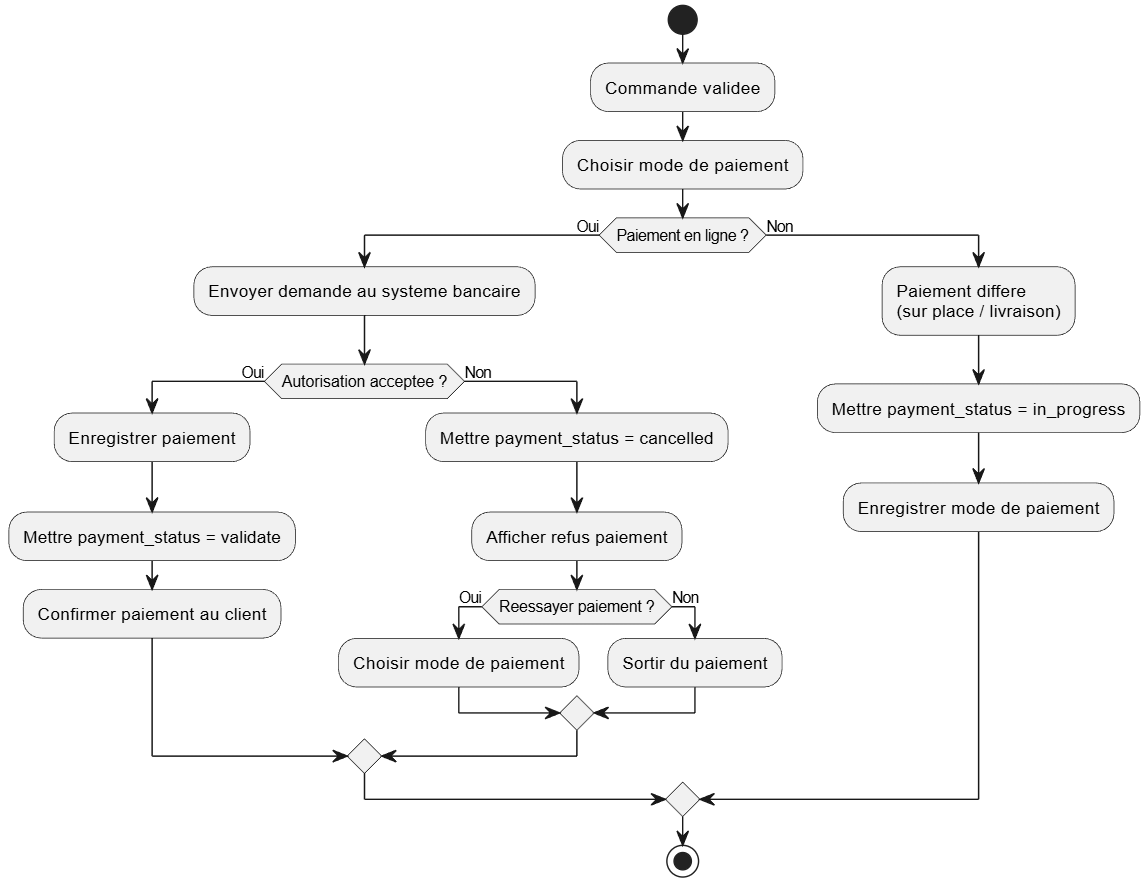 Commande validee
Choisir mode de paiement
Oui
Paiement en ligne ?
Non
Envoyer demande au systeme bancaire
Paiement differe
(sur place / livraison)
Oui
Autorisation acceptee ?
Non
Mettre payment_status = in_progress
Enregistrer paiement
Mettre payment_status = cancelled
Enregistrer mode de paiement
Mettre payment_status = validate
Afficher refus paiement
Oui
Reessayer paiement ?
Non
Confirmer paiement au client
Choisir mode de paiement
Sortir du paiement